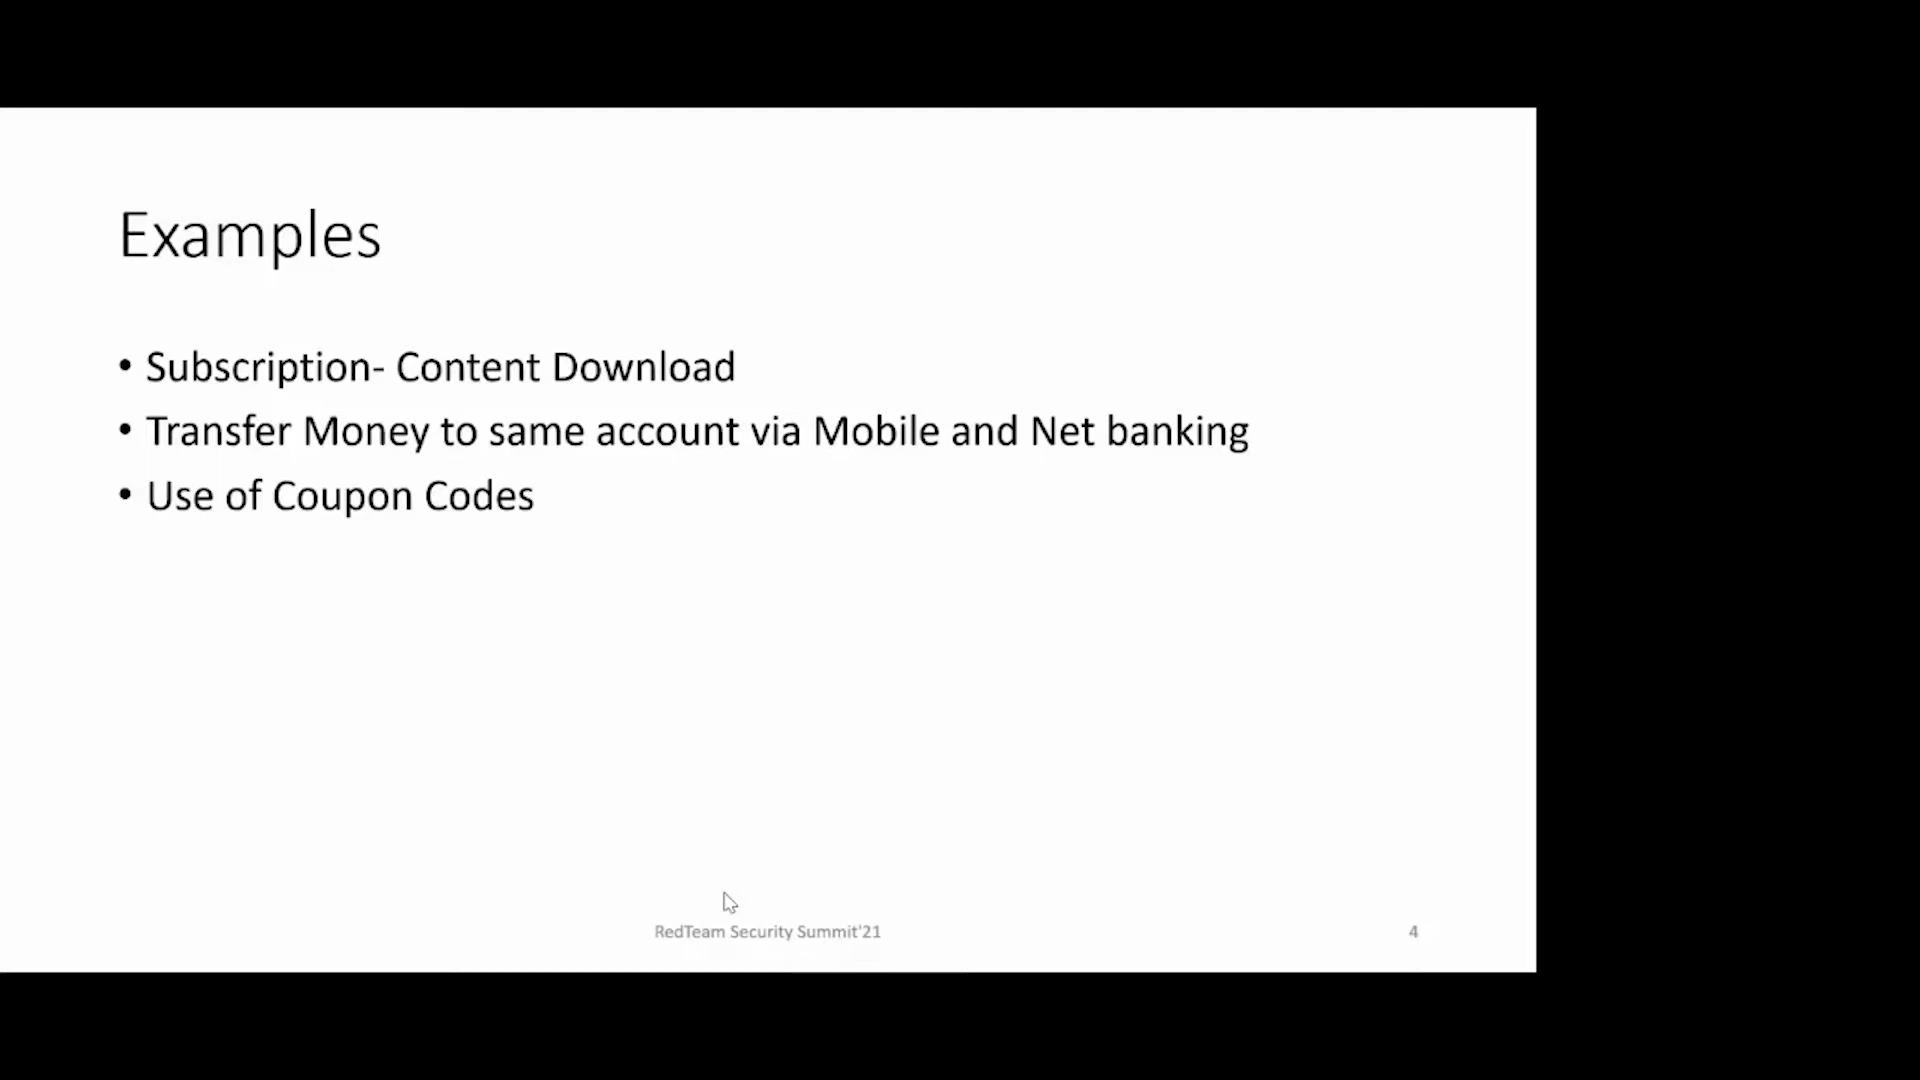 Examples
• Subscription- Content Download
• Transfer Money to same account via Mobile and Net banking
• Use of Coupon Codes
RedTeam Security Summit'21
4